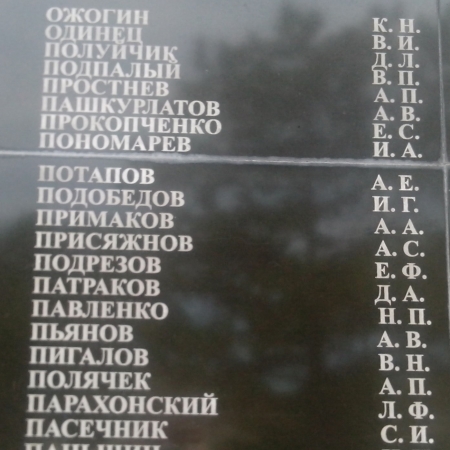 ОЖОГИН К. Н.
ОДИНЕЦ В. И.
ПОЛУЙЧИК Д. Л.
ПОДПАЛЫЙ В. П.
ПРОСТНЕВ А. П.
ПАШКУРЛАТОВ А. В.
ПРОКОПЧЕНКО Е. С.
ПОНОМАРЕВ И. А.
ПОТАПОВ А. Е.
ПОДОБЕДОВ И. Г.
ПРИМАКОВ А. А.
ПРИСЯЖНОВ А. С.
ПОДРЕЗОВ Е. Ф.
ПАТРАКОВ Д. А.
ПАВЛЕНКО Н. П.
ПЬЯНОВ А. В.
ПИГАЛОВ В. Н.
ПОЛЯЧЕК А. П.
ПАРАХОНСКИЙ Л. Ф.
ПАСЕЧНИК С. И.